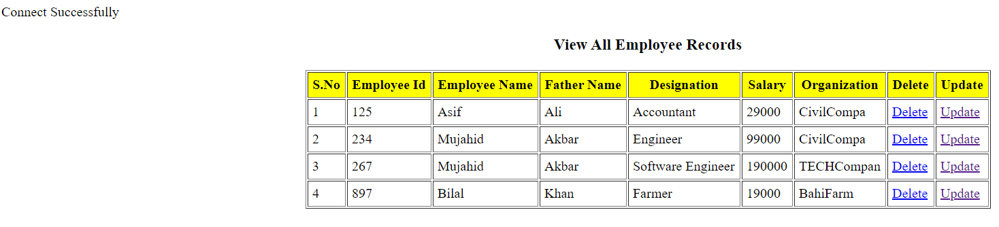 Connect Successfully
View All Employee Records
S.No Employee Id Employee Name Father Name Designation Salary Organization Delete Update
1 125 Asif Ali Accountant 29000 CivilCompa Delete Update
2 234 Mujahid Akbar Engineer 99000 CivilCompa Delete Update
3 267 Mujahid Akbar Software Engineer 190000 TECHCompan Delete Update
4 897 Bilal Khan Farmer 19000 BahiFarm Delete Update